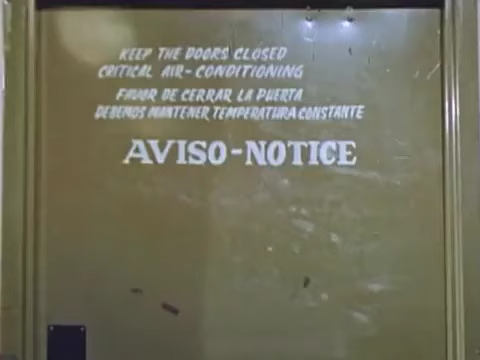 KEEP THE DOORS CLOSED
CRITICAL AIR-CONDITIONING
FAVOR DE CERRAR LA PUERTA
DEBEMOS MANTENER TEMPERATURA CONSTANTE
AVISO-NOTICE